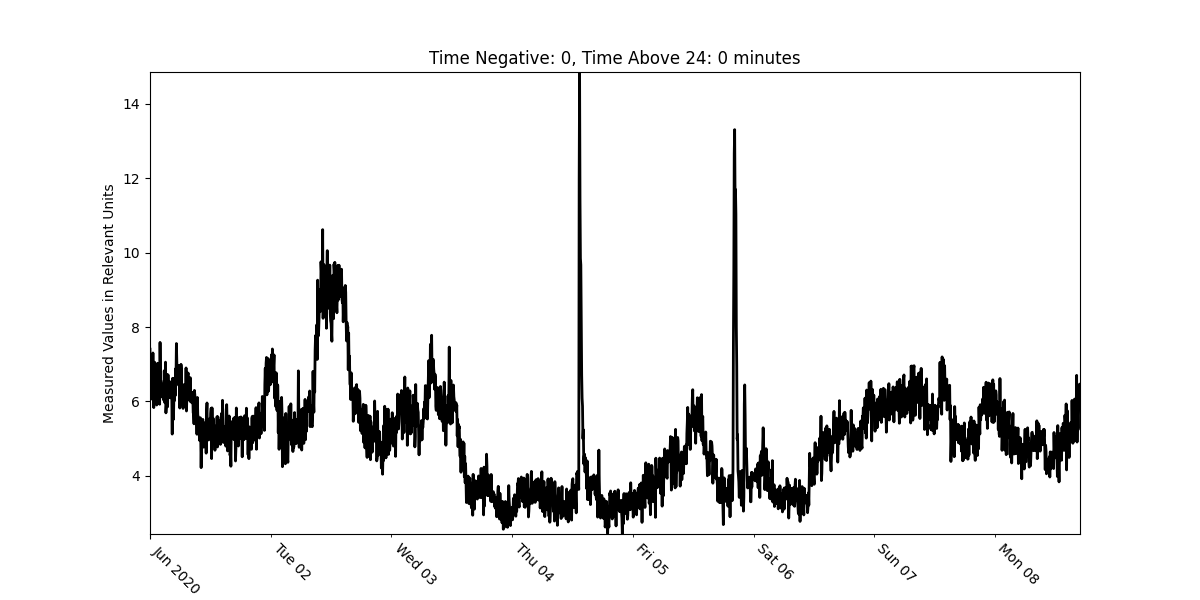 Time Negative: 0, Time Above 24: 0 minutes
Measured Values in Relevant Units
14
12
10
8
6
4
Jun 2020
Tue 02
Wed 03
Thu 04
Fri 05
Sat 06
Sun 07
Mon 08